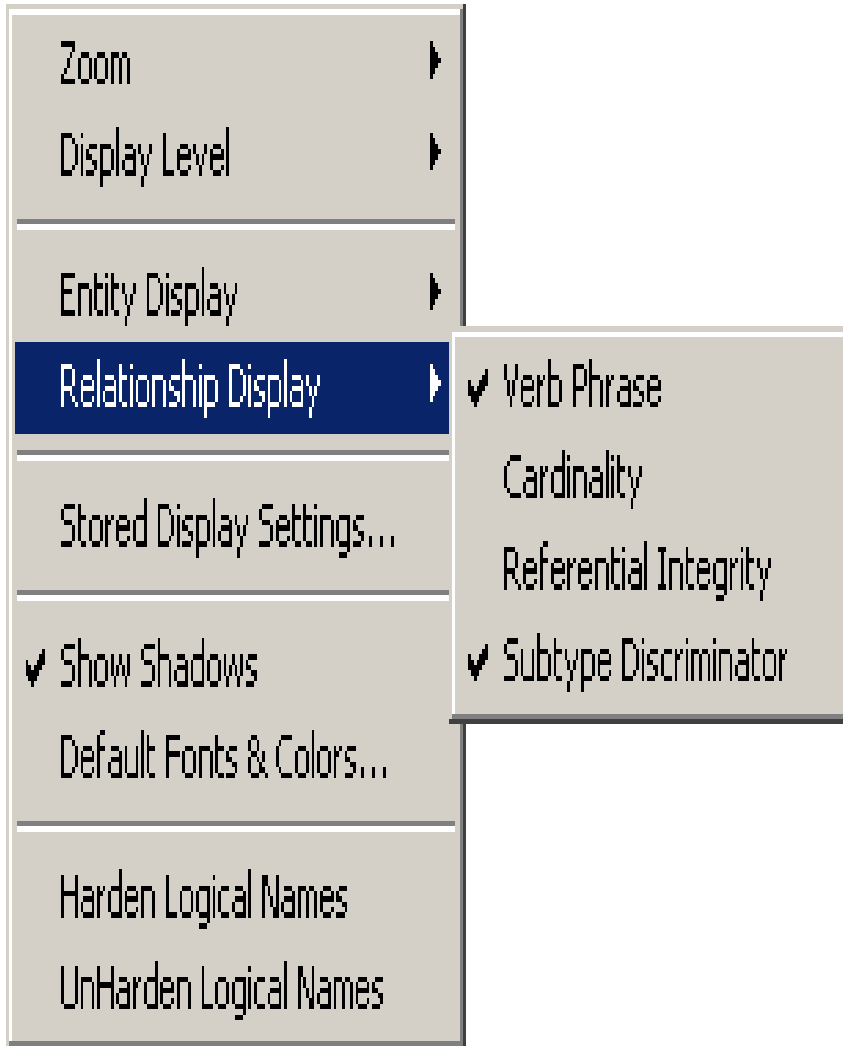 Zoom
Display Level
Entity Display
Relationship Display
Verb Phrase
Cardinality
Referential Integrity
Subtype Discriminator
Stored Display Settings...
Show Shadows
Default Fonts & Colors...
Harden Logical Names
UnHarden Logical Names